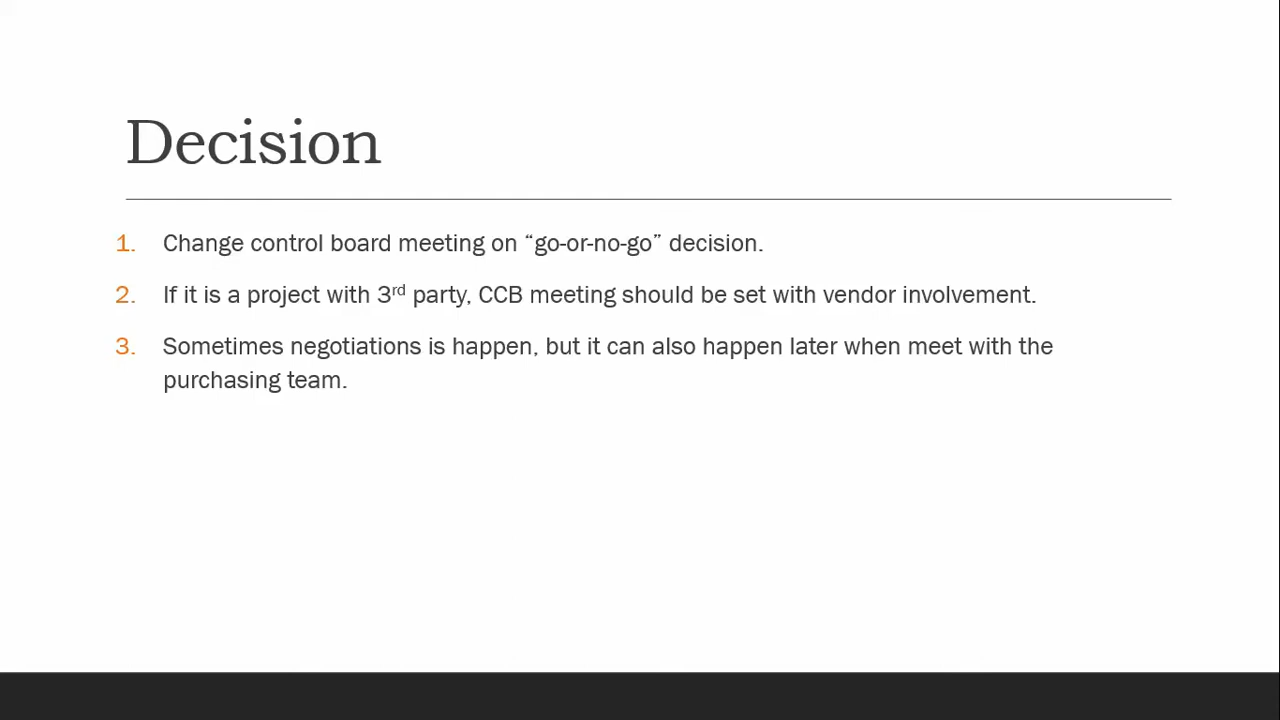 Decision
1. Change control board meeting on “go-or-no-go” decision.
2. If it is a project with 3rd party, CCB meeting should be set with vendor involvement.
3. Sometimes negotiations is happen, but it can also happen later when meet with the
purchasing team.